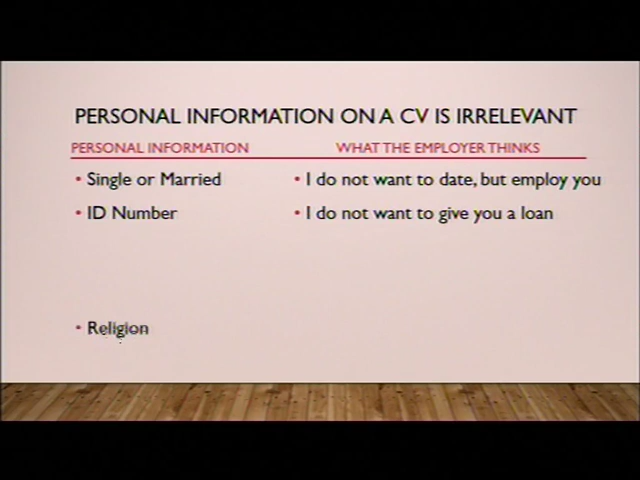 PERSONAL INFORMATION ON A CV IS IRRELEVANT
PERSONAL INFORMATION WHAT THE EMPLOYER THINKS
• Single or Married • I do not want to date, but employ you
• ID Number • I do not want to give you a loan
• Religion